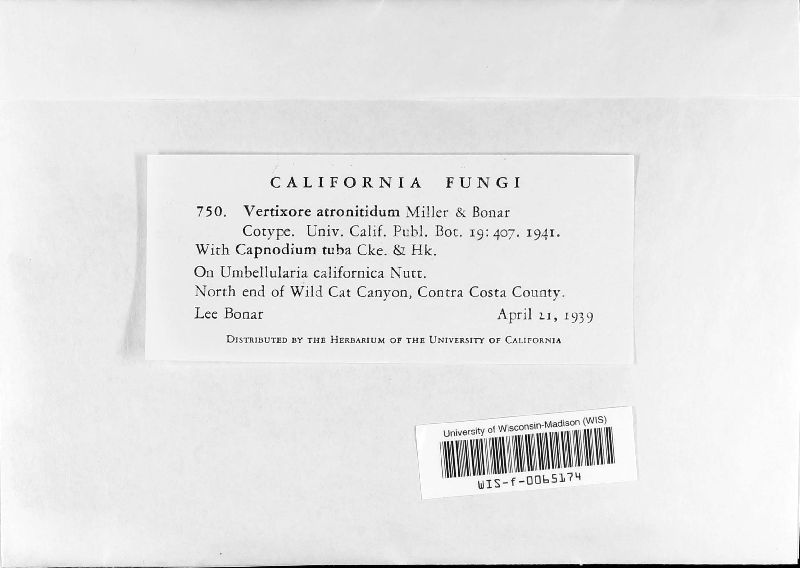 CALIFORNIA FUNGI
750. Vertixore atronitidum Miller & Bonar
Cotype. Univ. Calif. Publ. Bot. 19: 407. 1941.
With Capnodium tuba Cke. & Hk.
On Umbellularia californica Nutt.
North end of Wild Cat Canyon, Contra Costa County.
Lee Bonar April 21, 1939
Distributed by the Herbarium of the University of California
University of Wisconsin-Madison (WIS)
WIS-f-0065174